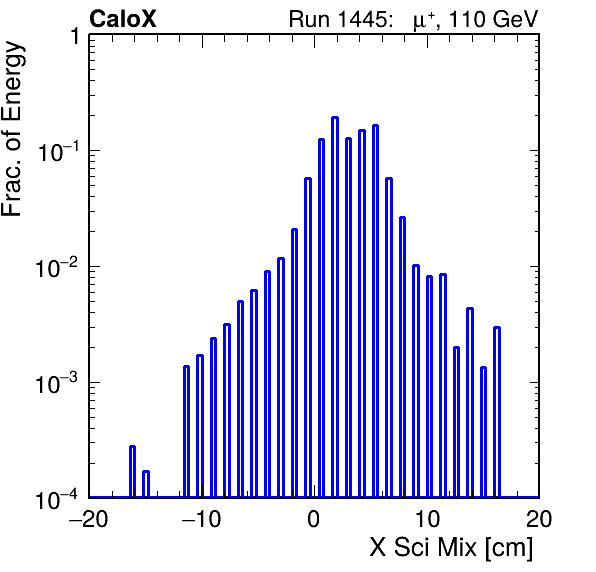 CaloX Run 1445: μ⁺, 110 GeV
Frac. of Energy
1
10⁻¹
10⁻²
10⁻³
10⁻⁴
−20 −10 0 10 20
X Sci Mix [cm]